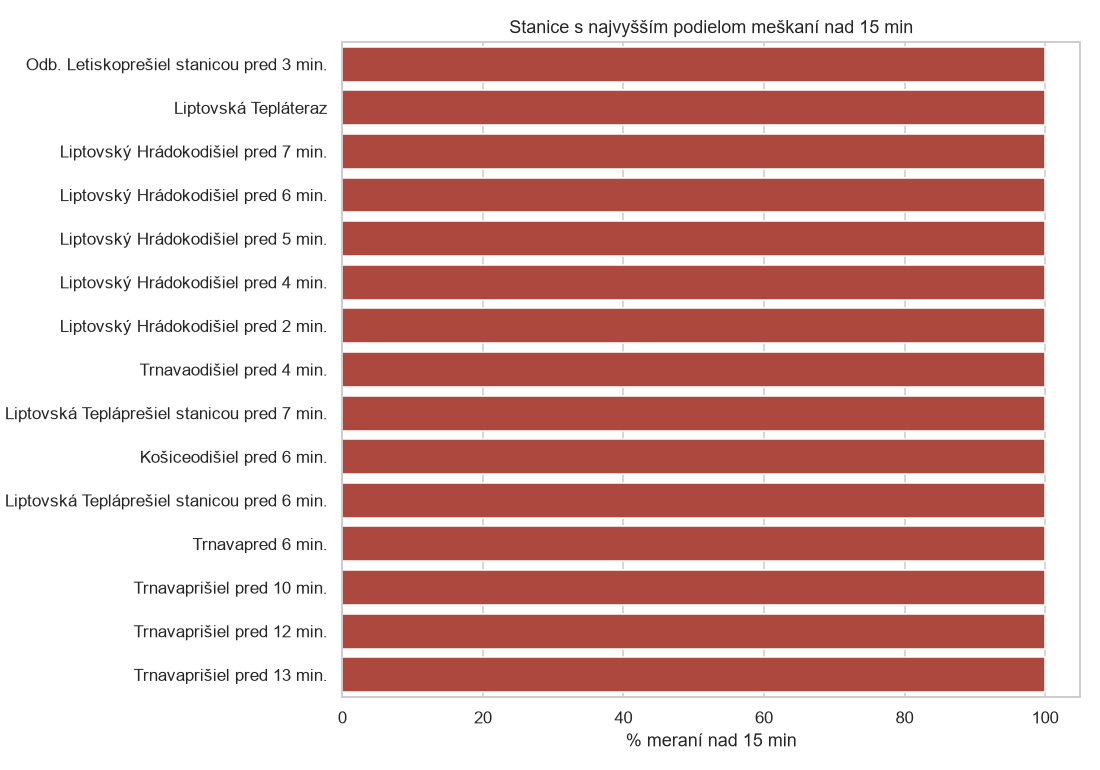 Stanice s najvyšším podielom meškaní nad 15 min
Odb. Letiskoprešiel stanicou pred 3 min.
Liptovská Tepláteraz
Liptovský Hrádokodišiel pred 7 min.
Liptovský Hrádokodišiel pred 6 min.
Liptovský Hrádokodišiel pred 5 min.
Liptovský Hrádokodišiel pred 4 min.
Liptovský Hrádokodišiel pred 2 min.
Trnavaodišiel pred 4 min.
Liptovská Tepláprešiel stanicou pred 7 min.
Košiceodišiel pred 6 min.
Liptovská Tepláprešiel stanicou pred 6 min.
Trnavapred 6 min.
Trnavaprišiel pred 10 min.
Trnavaprišiel pred 12 min.
Trnavaprišiel pred 13 min.
0 20 40 60 80 100
% meraní nad 15 min